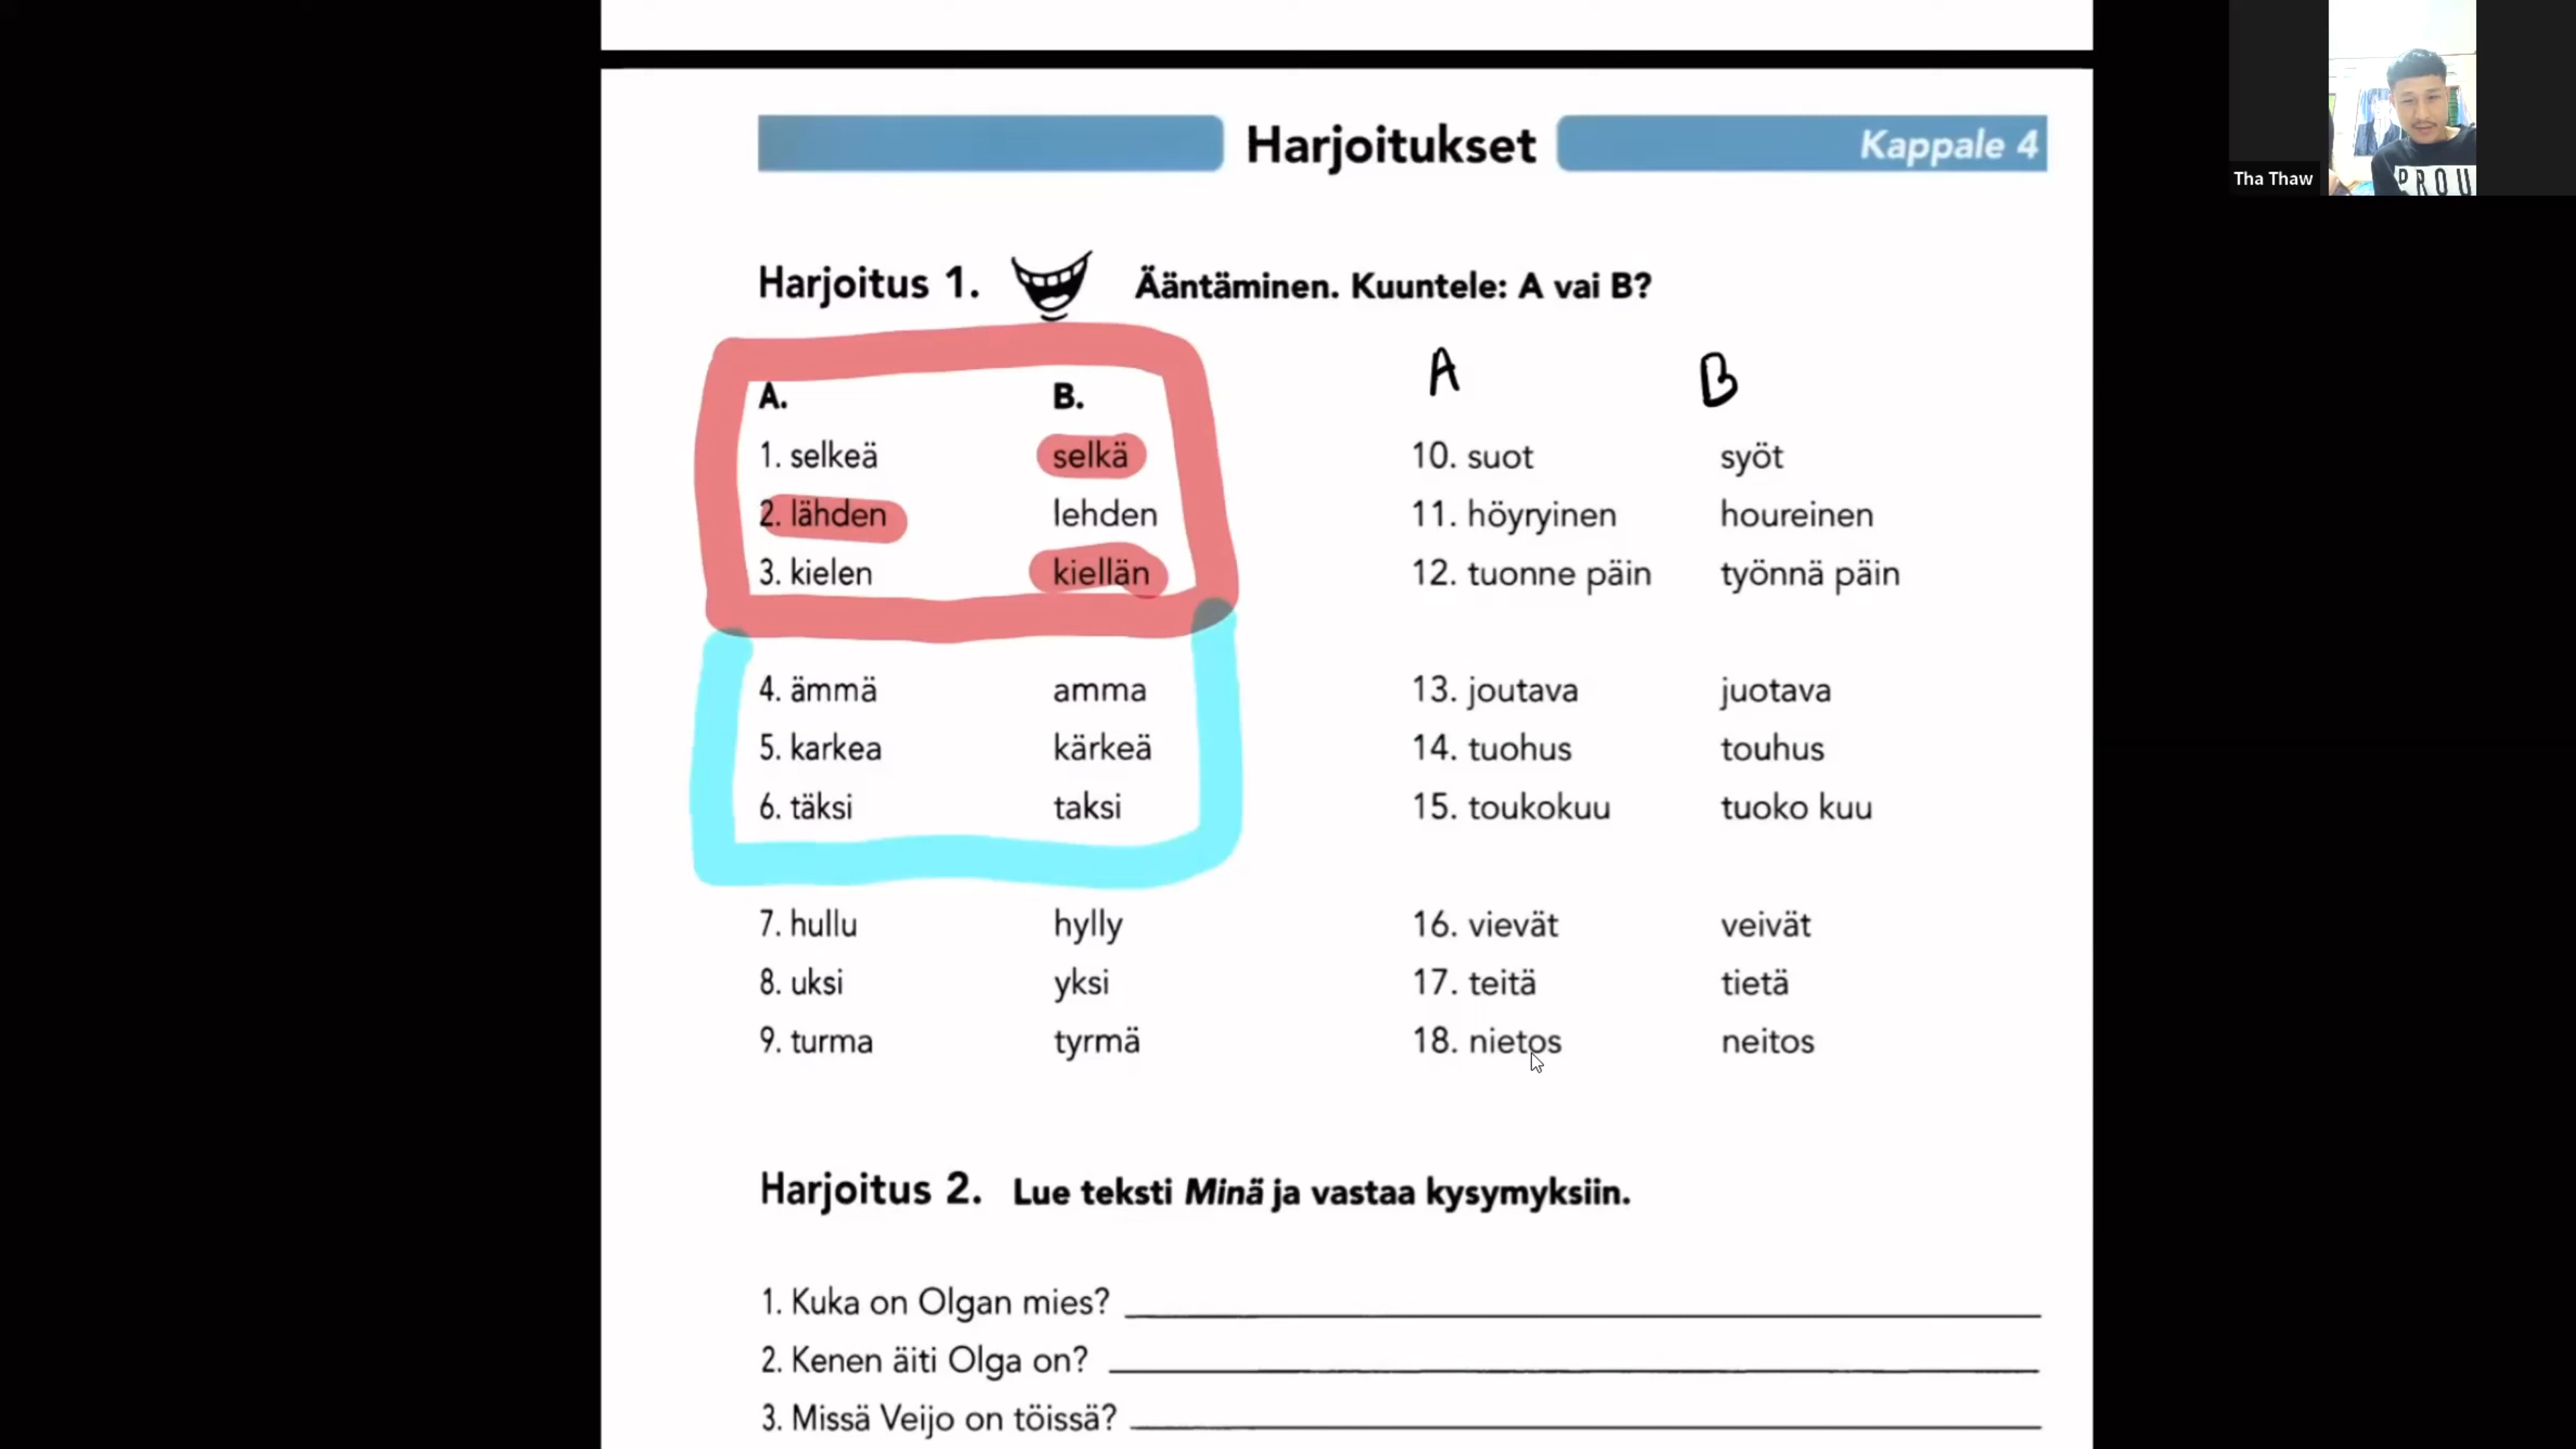 Harjoitukset
Kappale 4
Tha Thaw
PROU
Harjoitus 1. Ääntäminen. Kuuntele: A vai B?
A. B.
1. selkeä selkä
2. lähden lehden
3. kielen kiellän
4. ämmä amma
5. karkea kärkeä
6. täksi taksi
7. hullu hylly
8. uksi yksi
9. turma tyrmä
A B
10. suot syöt
11. höyryinen houreinen
12. tuonne päin työnnä päin
13. joutava juotava
14. tuohus touhus
15. toukokuu tuoko kuu
16. vievät veivät
17. teitä tietä
18. nietos neitos
Harjoitus 2. Lue teksti Minä ja vastaa kysymyksiin.
1. Kuka on Olgan mies?
2. Kenen äiti Olga on?
3. Missä Veijo on töissä?